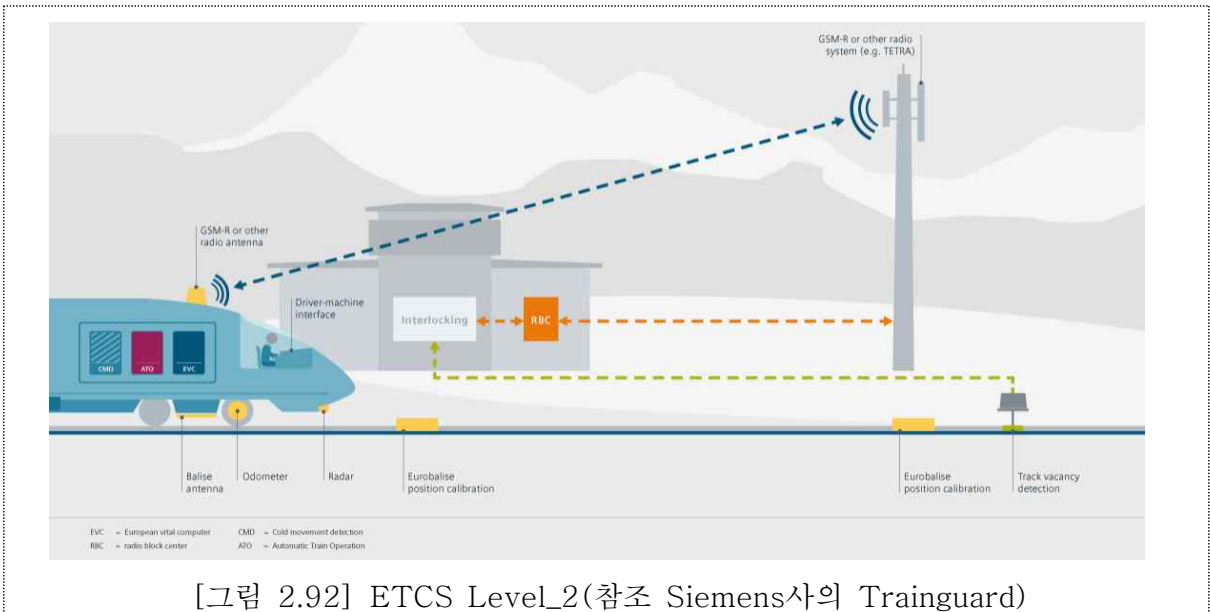 GSM-R or other radio
system (e.g. TETRA)
GSM-R or other
radio antenna
Driver-machine
interface
Interlocking
RBC
CMD
ATO
EVC
Balise
antenna
Odometer
Radar
Eurobalise
position calibration
Eurobalise
position calibration
Track vacancy
detection
EVC = European vital computer
CMD = Cold movement detection
RBC = radio block center
ATO = Automatic Train Operation
[그림 2.92] ETCS Level_2(참조 Siemens사의 Trainguard)